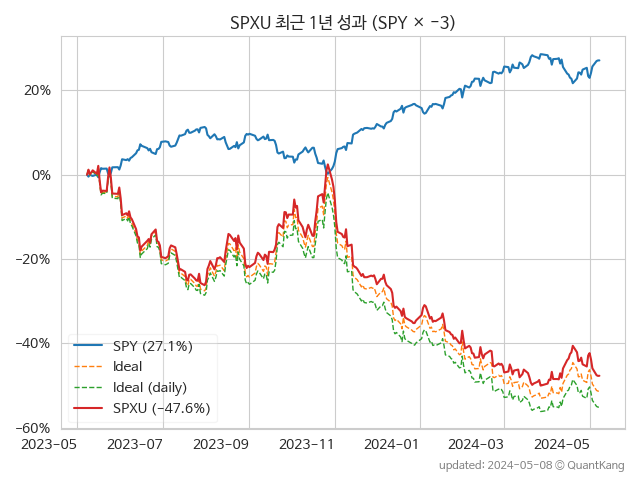 SPXU 최근 1년 성과 (SPY × −3)
20%
0%
−20%
−40%
−60%
SPY (27.1%)
Ideal
Ideal (daily)
SPXU (−47.6%)
2023−05
2023−07
2023−09
2023−11
2024−01
2024−03
2024−05
updated: 2024-05-08 © QuantKang